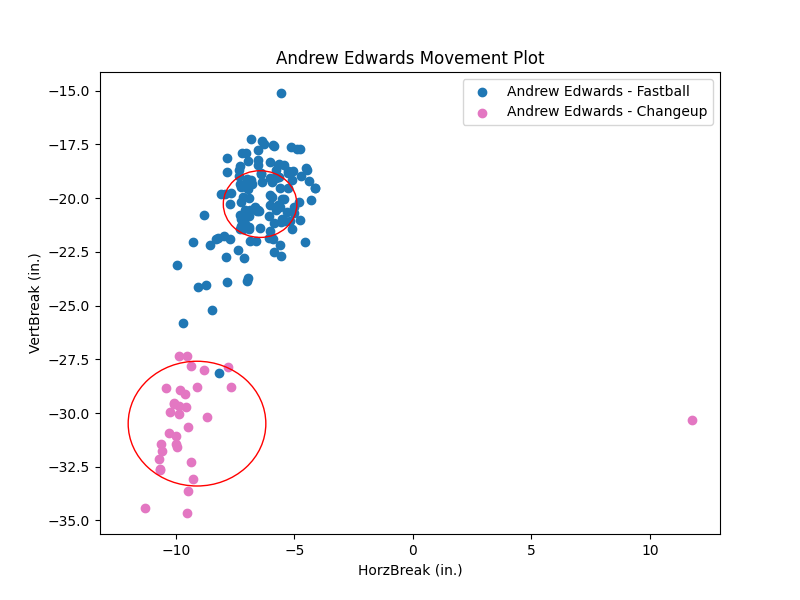 Andrew Edwards Movement Plot
Andrew Edwards - Fastball
Andrew Edwards - Changeup
−15.0
−17.5
−20.0
−22.5
−25.0
−27.5
−30.0
−32.5
−35.0
VertBreak (in.)
−10
−5
0
5
10
HorzBreak (in.)